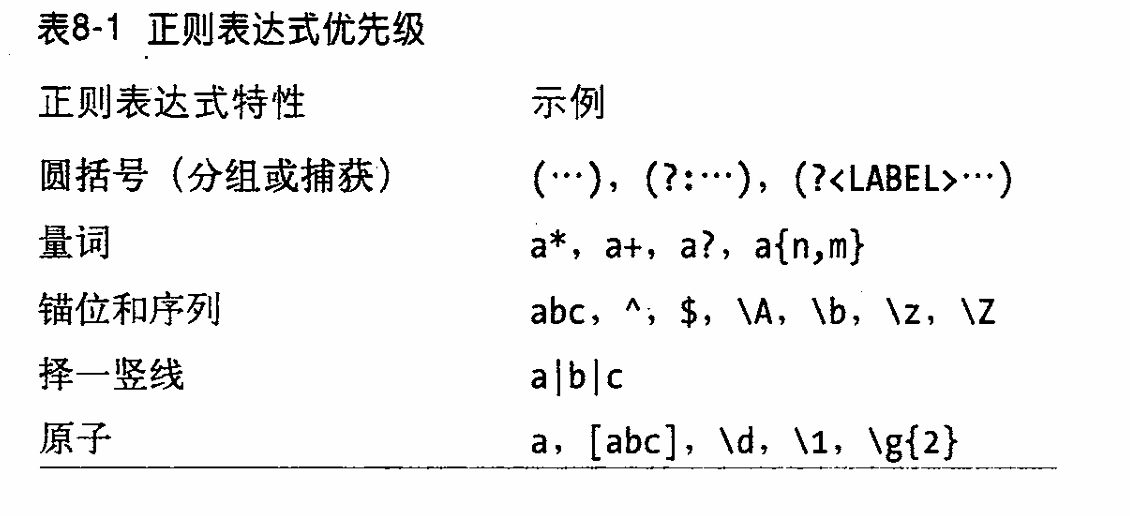 表8-1 正则表达式优先级
正则表达式特性 示例
圆括号（分组或捕获） (…), (?:…), (?<LABEL>…)
量词 a*, a+, a?, a{n,m}
锚位和序列 abc, ^, $, \A, \b, \z, \Z
择一竖线 a|b|c
原子 a, [abc], \d, \1, \g{2}